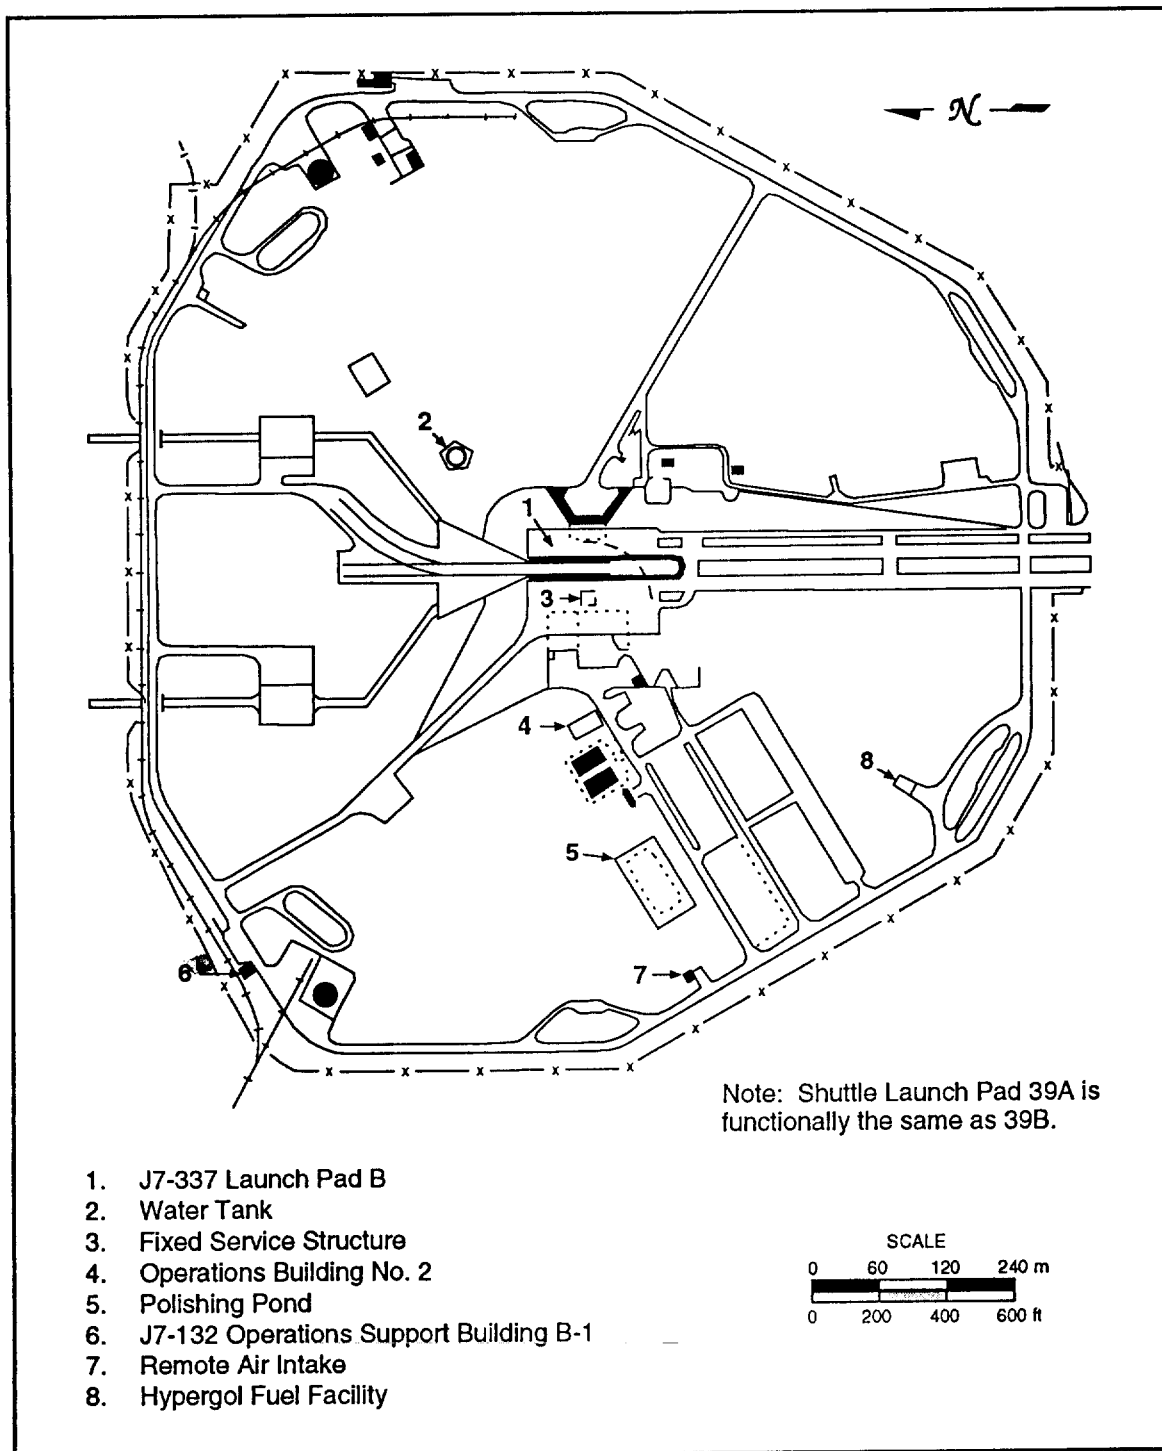 N
2
1
3
4
8
5
6
7
Note: Shuttle Launch Pad 39A is
functionally the same as 39B.
1. J7-337 Launch Pad B
2. Water Tank
3. Fixed Service Structure
4. Operations Building No. 2
5. Polishing Pond
6. J7-132 Operations Support Building B-1
7. Remote Air Intake
8. Hypergol Fuel Facility
SCALE
0 60 120 240 m
0 200 400 600 ft